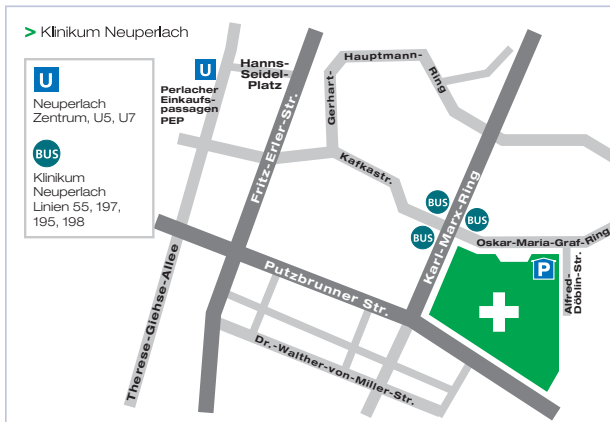 > Klinikum Neuperlach
U
Neuperlach
Zentrum, U5, U7
BUS
Klinikum
Neuperlach
Linien 55, 197,
195, 198
U
Hanns-
Seidel-
Platz
Perlacher
Einkaufs-
passagen
PEP
Hauptmann-
Ring
Gerhart-
Fritz-Erler-Str.
Kafkastr.
BUS
BUS
BUS
Karl-Marx-Ring
Oskar-Maria-Graf-Ring
P
Alfred-
Döblin-Str.
Therese-Giehse-Allee
Putzbrunner Str.
Dr.-Walther-von-Miller-Str.